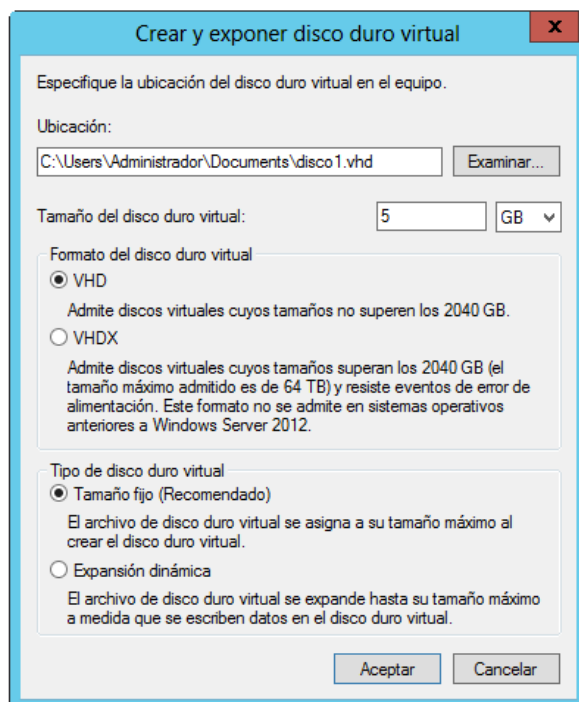 Crear y exponer disco duro virtual
x
Especifique la ubicación del disco duro virtual en el equipo.
Ubicación:
C:\Users\Administrador\Documents\disco1.vhd
Examinar...
Tamaño del disco duro virtual:
5
GB
Formato del disco duro virtual
VHD
Admite discos virtuales cuyos tamaños no superen los 2040 GB.
VHDX
Admite discos virtuales cuyos tamaños superan los 2040 GB (el
tamaño máximo admitido es de 64 TB) y resiste eventos de error de
alimentación. Este formato no se admite en sistemas operativos
anteriores a Windows Server 2012.
Tipo de disco duro virtual
Tamaño fijo (Recomendado)
El archivo de disco duro virtual se asigna a su tamaño máximo al
crear el disco duro virtual.
Expansión dinámica
El archivo de disco duro virtual se expande hasta su tamaño máximo
a medida que se escriben datos en el disco duro virtual.
Aceptar
Cancelar